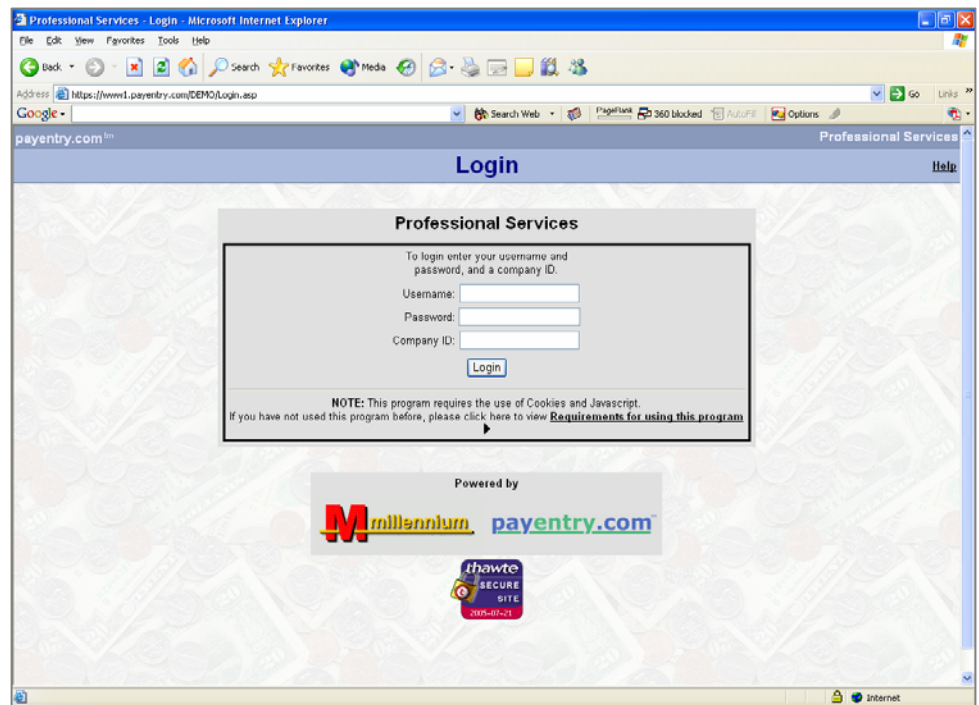 Professional Services - Login - Microsoft Internet Explorer
File Edit View Favorites Tools Help
Back Search Favorites Media
Address https://www1.payentry.com/DEMO/Login.asp Go Links »
Google Search Web PageRank 360 blocked AutoFill Options
payentry.com tm Professional Services
Login Help
Professional Services
To login enter your username and
password, and a company ID.
Username:
Password:
Company ID:
Login
NOTE: This program requires the use of Cookies and Javascript.
If you have not used this program before, please click here to view Requirements for using this program
Powered by
Mmillennium payentry.com
thawte
SECURE
SITE
2005-07-21
Internet